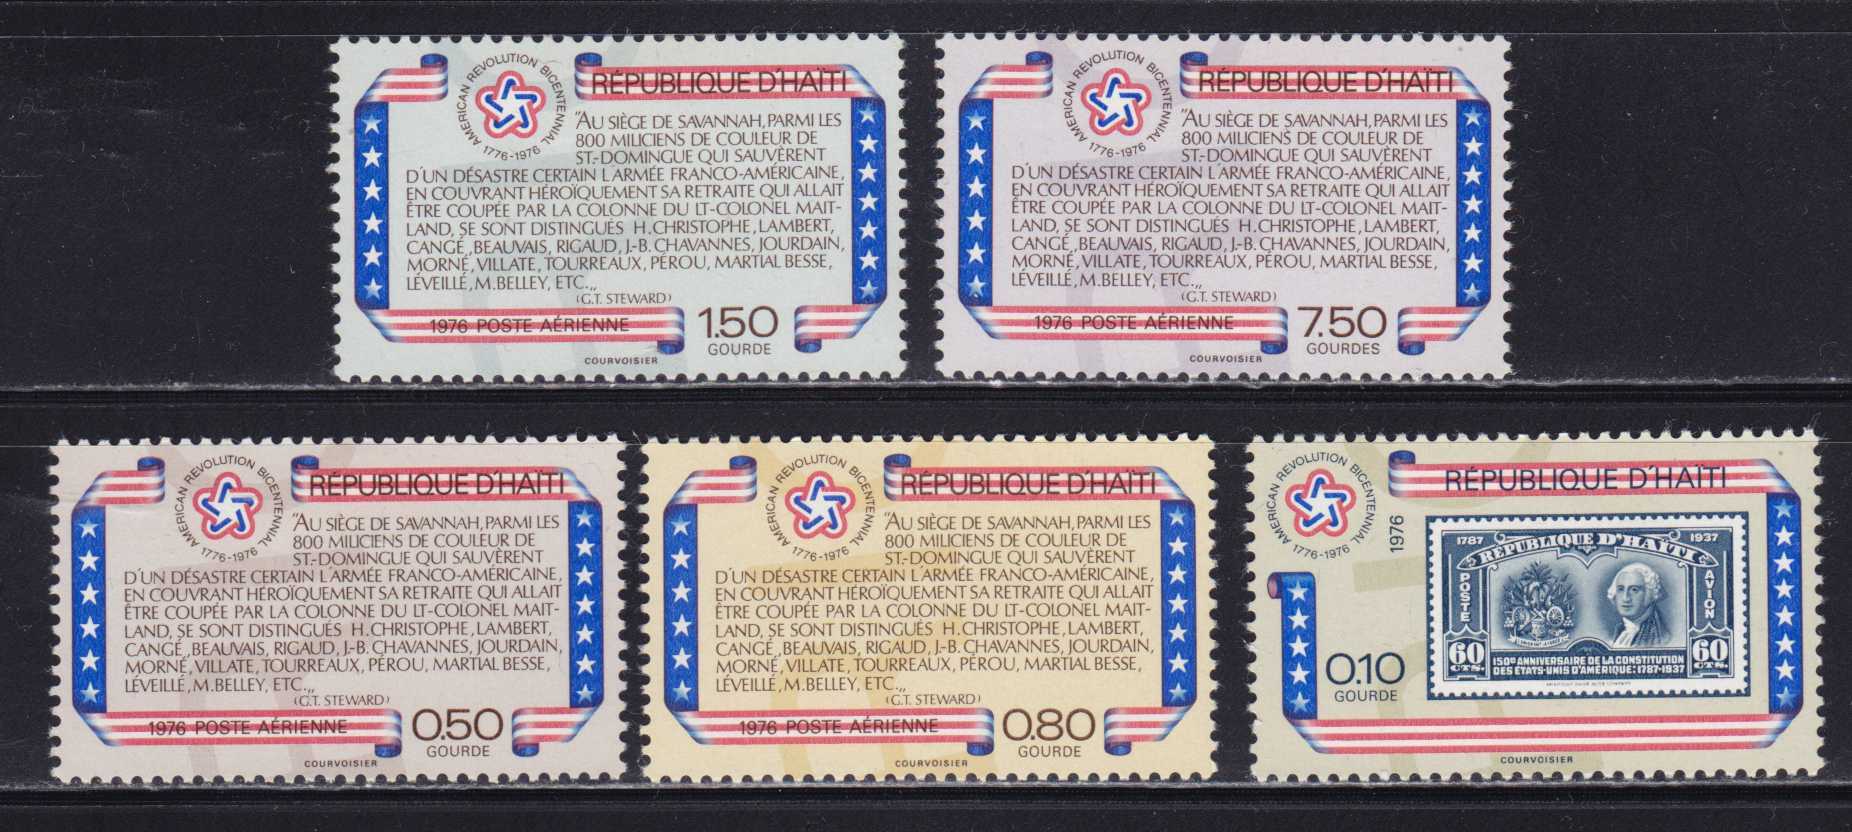 AMERICAN REVOLUTION BICENTENNIAL
1776-1976
RÉPUBLIQUE D'HAÏTI
"AU SIÈGE DE SAVANNAH, PARMI LES
800 MILICIENS DE COULEUR DE
ST.-DOMINGUE QUI SAUVÈRENT
D'UN DÉSASTRE CERTAIN L'ARMÉE FRANCO-AMÉRICAINE,
EN COUVRANT HÉROÏQUEMENT SA RETRAITE QUI ALLAIT
ÊTRE COUPÉE PAR LA COLONNE DU LT-COLONEL MAIT-
LAND, SE SONT DISTINGUÉS H. CHRISTOPHE, LAMBERT,
CANGÉ, BEAUVAIS, RIGAUD, J.-B. CHAVANNES, JOURDAIN,
MORNÉ, VILLATE, TOURREAUX, PÉROU, MARTIAL BESSE,
LÉVEILLÉ, M. BELLEY, ETC.„
(G.T. STEWARD)
1976 POSTE AÉRIENNE
1.50
GOURDE
COURVOISIER
AMERICAN REVOLUTION BICENTENNIAL
1776-1976
RÉPUBLIQUE D'HAÏTI
"AU SIÈGE DE SAVANNAH, PARMI LES
800 MILICIENS DE COULEUR DE
ST.-DOMINGUE QUI SAUVÈRENT
D'UN DÉSASTRE CERTAIN L'ARMÉE FRANCO-AMÉRICAINE,
EN COUVRANT HÉROÏQUEMENT SA RETRAITE QUI ALLAIT
ÊTRE COUPÉE PAR LA COLONNE DU LT-COLONEL MAIT-
LAND, SE SONT DISTINGUÉS H. CHRISTOPHE, LAMBERT,
CANGÉ, BEAUVAIS, RIGAUD, J.-B. CHAVANNES, JOURDAIN,
MORNÉ, VILLATE, TOURREAUX, PÉROU, MARTIAL BESSE,
LÉVEILLÉ, M. BELLEY, ETC.„
(G.T. STEWARD)
1976 POSTE AÉRIENNE
7.50
GOURDES
COURVOISIER
AMERICAN REVOLUTION BICENTENNIAL
1776-1976
RÉPUBLIQUE D'HAÏTI
"AU SIÈGE DE SAVANNAH, PARMI LES
800 MILICIENS DE COULEUR DE
ST.-DOMINGUE QUI SAUVÈRENT
D'UN DÉSASTRE CERTAIN L'ARMÉE FRANCO-AMÉRICAINE,
EN COUVRANT HÉROÏQUEMENT SA RETRAITE QUI ALLAIT
ÊTRE COUPÉE PAR LA COLONNE DU LT-COLONEL MAIT-
LAND, SE SONT DISTINGUÉS H. CHRISTOPHE, LAMBERT,
CANGÉ, BEAUVAIS, RIGAUD, J.-B. CHAVANNES, JOURDAIN,
MORNÉ, VILLATE, TOURREAUX, PÉROU, MARTIAL BESSE,
LÉVEILLÉ, M. BELLEY, ETC.„
(G.T. STEWARD)
1976 POSTE AÉRIENNE
0.50
GOURDE
COURVOISIER
AMERICAN REVOLUTION BICENTENNIAL
1776-1976
RÉPUBLIQUE D'HAÏTI
"AU SIÈGE DE SAVANNAH, PARMI LES
800 MILICIENS DE COULEUR DE
ST.-DOMINGUE QUI SAUVÈRENT
D'UN DÉSASTRE CERTAIN L'ARMÉE FRANCO-AMÉRICAINE,
EN COUVRANT HÉROÏQUEMENT SA RETRAITE QUI ALLAIT
ÊTRE COUPÉE PAR LA COLONNE DU LT-COLONEL MAIT-
LAND, SE SONT DISTINGUÉS H. CHRISTOPHE, LAMBERT,
CANGÉ, BEAUVAIS, RIGAUD, J.-B. CHAVANNES, JOURDAIN,
MORNÉ, VILLATE, TOURREAUX, PÉROU, MARTIAL BESSE,
LÉVEILLÉ, M. BELLEY, ETC.„
(G.T. STEWARD)
1976 POSTE AÉRIENNE
0.80
GOURDE
COURVOISIER
AMERICAN REVOLUTION BICENTENNIAL
1776-1976
1976
RÉPUBLIQUE D'HAÏTI
1787
1937
RÉPUBLIQUE D'HAYTI
POSTE
AVION
60
CTS.
60
CTS.
150E ANNIVERSAIRE DE LA CONSTITUTION
DES ÉTATS-UNIS D'AMÉRIQUE: 1787-1937
0.10
GOURDE
COURVOISIER